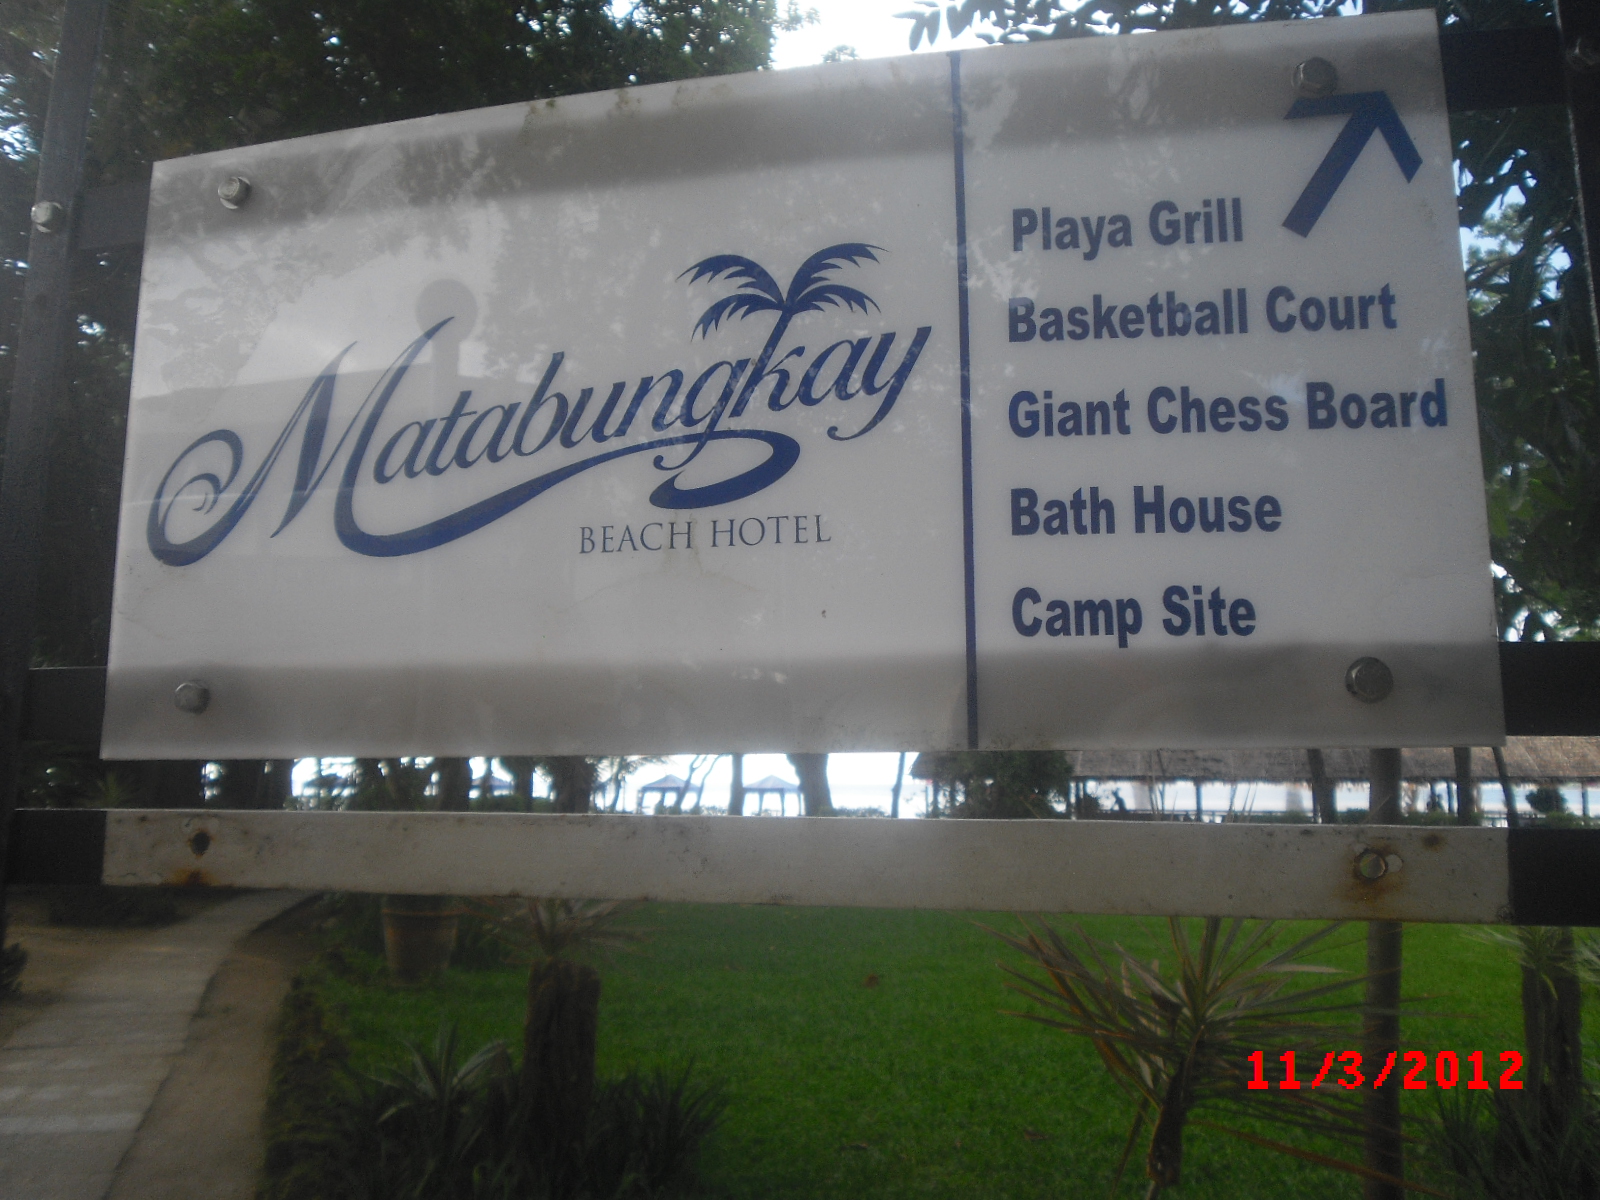 Matabungkay
BEACH HOTEL
Playa Grill
Basketball Court
Giant Chess Board
Bath House
Camp Site
11/3/2012